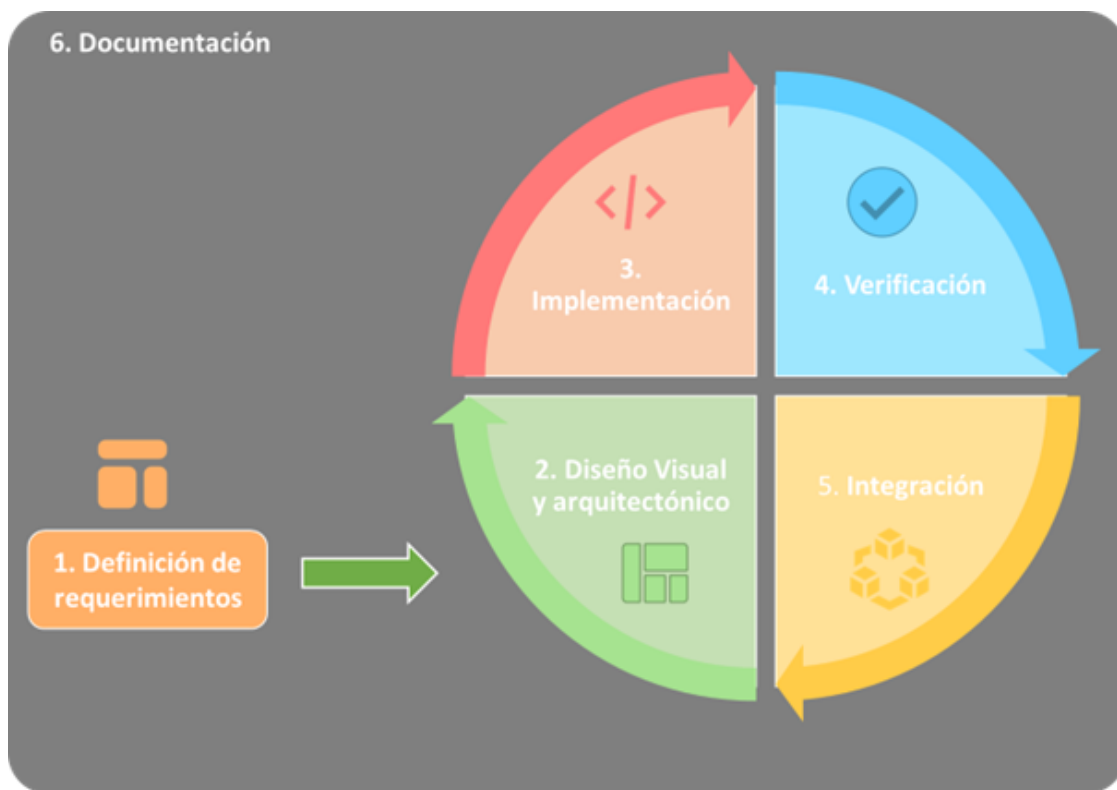 6. Documentación
3.
Implementación
4. Verificación
2. Diseño Visual
y arquitectónico
5. Integración
1. Definición de
requerimientos